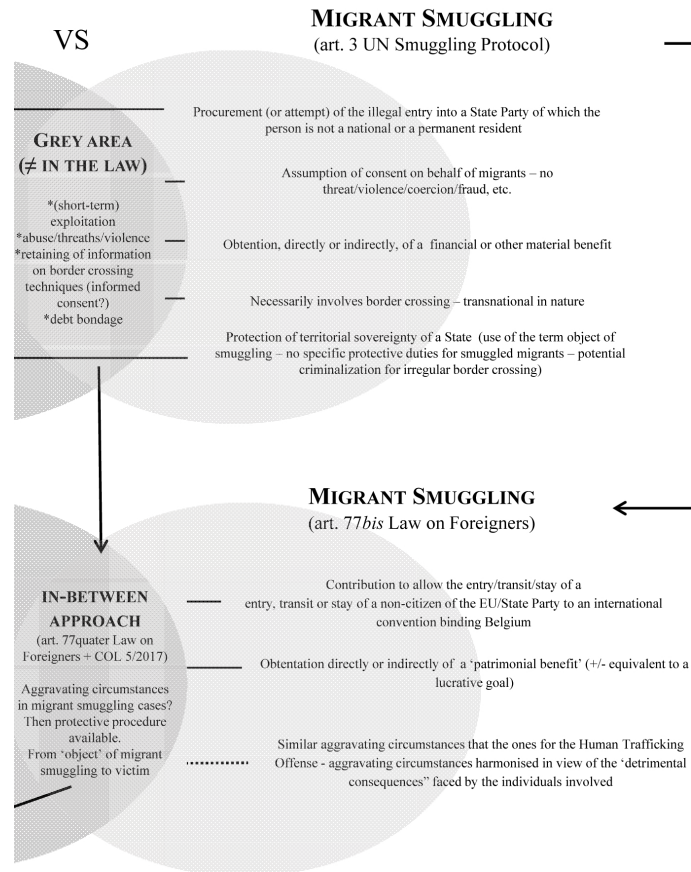 VS
MIGRANT SMUGGLING
(art. 3 UN Smuggling Protocol)
Procurement (or attempt) of the illegal entry into a State Party of which the
person is not a national or a permanent resident
GREY AREA
(≠ IN THE LAW)
*(short-term)
exploitation
*abuse/threaths/violence
*retaining of information
on border crossing
techniques (informed
consent?)
*debt bondage
Assumption of consent on behalf of migrants – no
threat/violence/coercion/fraud, etc.
Obtention, directly or indirectly, of a financial or other material benefit
Necessarily involves border crossing – transnational in nature
Protection of territorial sovereignty of a State (use of the term object of
smuggling – no specific protective duties for smuggled migrants – potential
criminalization for irregular border crossing)
MIGRANT SMUGGLING
(art. 77bis Law on Foreigners)
IN-BETWEEN
APPROACH
(art. 77quater Law on
Foreigners + COL 5/2017)
Aggravating circumstances
in migrant smuggling cases?
Then protective procedure
available.
From ‘object’ of migrant
smuggling to victim
Contribution to allow the entry/transit/stay of a
entry, transit or stay of a non-citizen of the EU/State Party to an international
convention binding Belgium
Obtentation directly or indirectly of a ‘patrimonial benefit’ (+/- equivalent to a
lucrative goal)
Similar aggravating circumstances that the ones for the Human Trafficking
Offense - aggravating circumstances harmonised in view of the ‘detrimental
consequences” faced by the individuals involved